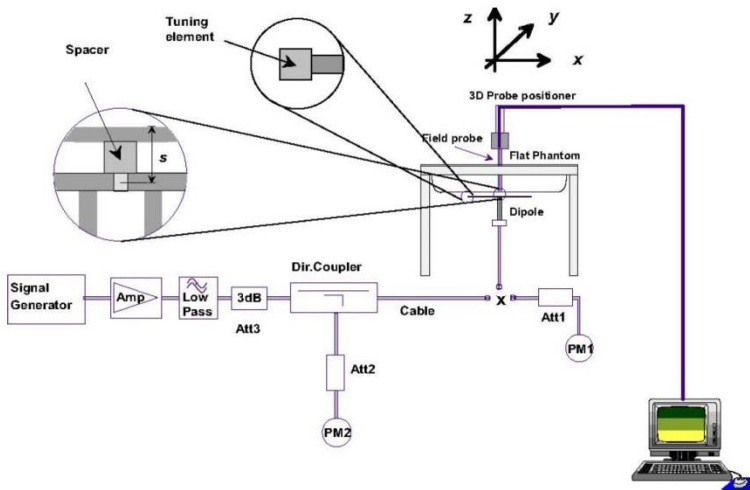 Tuning
element
Spacer
s
z
y
x
3D Probe positioner
Field probe
Flat Phantom
Dipole
Signal
Generator
Amp
Low
Pass
3dB
Att3
Dir.Coupler
Cable
x
Att1
PM1
Att2
PM2